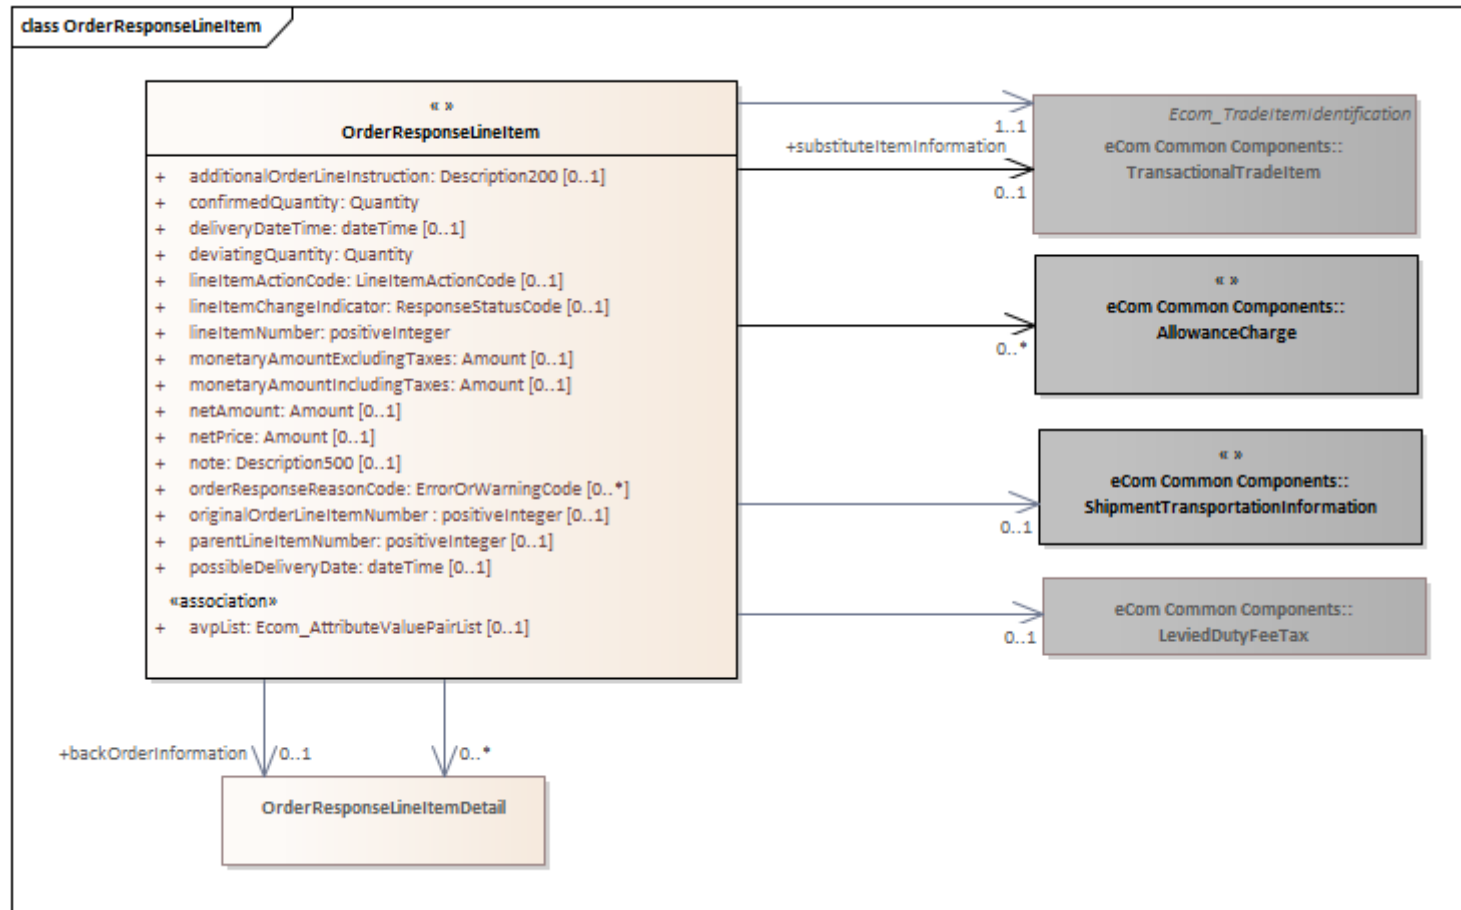 class OrderResponseLineItem
« »
OrderResponseLineItem
+ additionalOrderLineInstruction: Description200 [0..1]
+ confirmedQuantity: Quantity
+ deliveryDateTime: dateTime [0..1]
+ deviatingQuantity: Quantity
+ lineItemActionCode: LineItemActionCode [0..1]
+ lineItemChangeIndicator: ResponseStatusCode [0..1]
+ lineItemNumber: positiveInteger
+ monetaryAmountExcludingTaxes: Amount [0..1]
+ monetaryAmountIncludingTaxes: Amount [0..1]
+ netAmount: Amount [0..1]
+ netPrice: Amount [0..1]
+ note: Description500 [0..1]
+ orderResponseReasonCode: ErrorOrWarningCode [0..*]
+ originalOrderLineItemNumber : positiveInteger [0..1]
+ parentLineItemNumber: positiveInteger [0..1]
+ possibleDeliveryDate: dateTime [0..1]
«association»
+ avpList: Ecom_AttributeValuePairList [0..1]
1..1
+substituteItemInformation
0..1
Ecom_TradeItemIdentification
eCom Common Components::
TransactionalTradeItem
0..*
« »
eCom Common Components::
AllowanceCharge
0..1
« »
eCom Common Components::
ShipmentTransportationInformation
0..1
eCom Common Components::
LeviedDutyFeeTax
+backOrderInformation
0..1
0..*
OrderResponseLineItemDetail